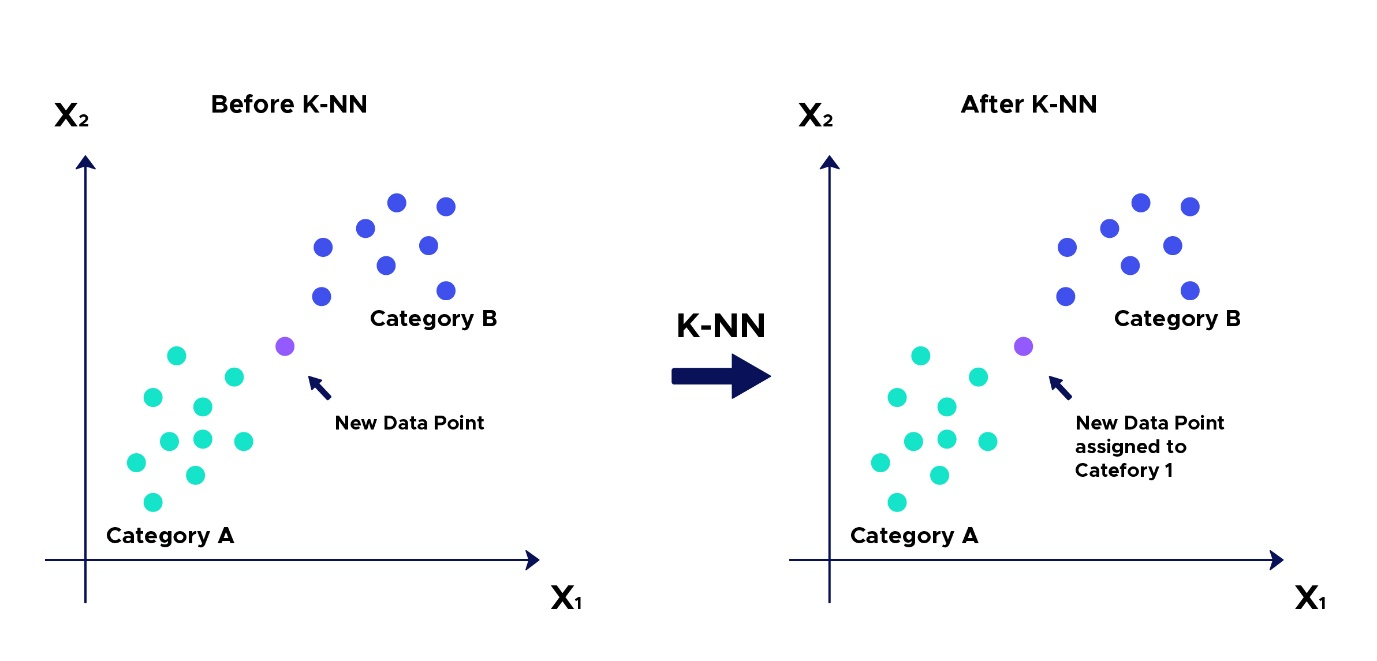 Before K-NN
X2
Category B
New Data Point
Category A
X1
K-NN
After K-NN
X2
Category B
New Data Point
assigned to
Catefory 1
Category A
X1